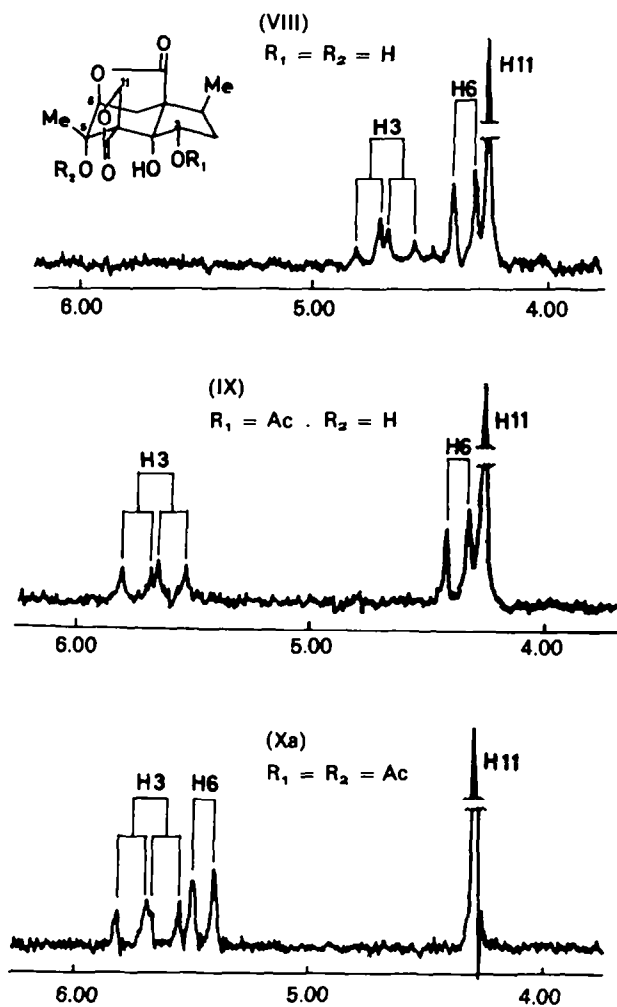 (VIII)
R₁ = R₂ = H
O
O
11
Me
6
O
Me
5
3
O
R₂
O
HO
OR₁
H3
H6
H11
6.00 5.00 4.00
(IX)
R₁ = Ac . R₂ = H
H3
H6
H11
6.00 5.00 4.00
(Xa)
R₁ = R₂ = Ac
H3 H6
H11
6.00 5.00 4.00